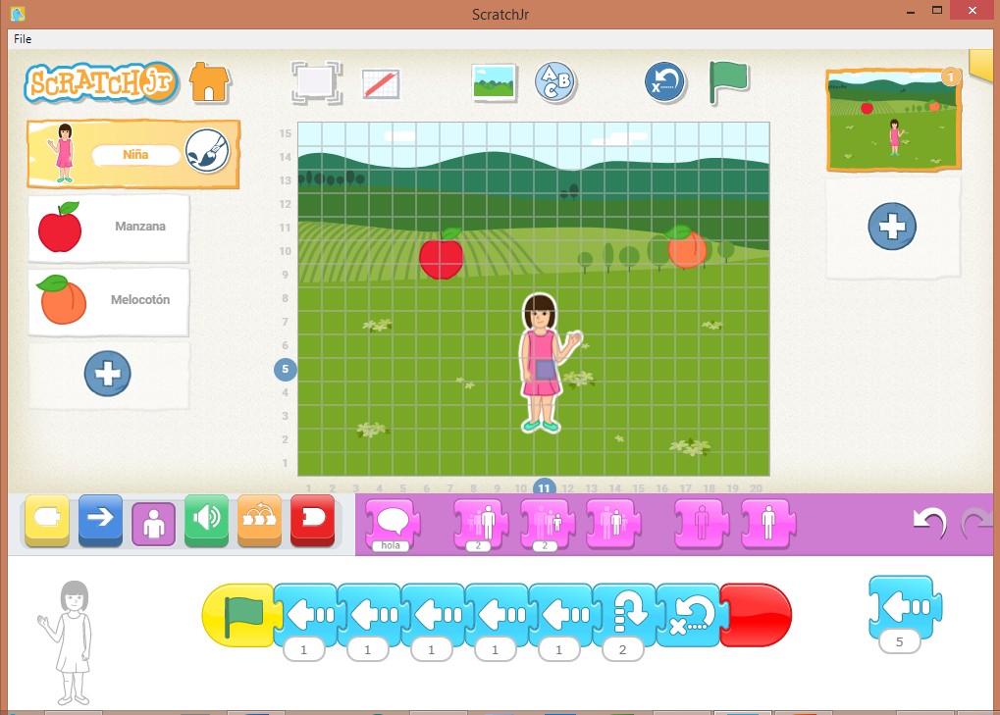 ScratchJr
File
SCRATCHJr
A B C
X
1
Niña
Manzana
Melocotón
15
14
13
12
11
10
9
8
7
6
5
4
3
2
1
1 2 3 4 5 6 7 8 9 10 11 12 13 14 15 16 17 18 19 20
hola 2 2
1 1 1 1 1 2 5